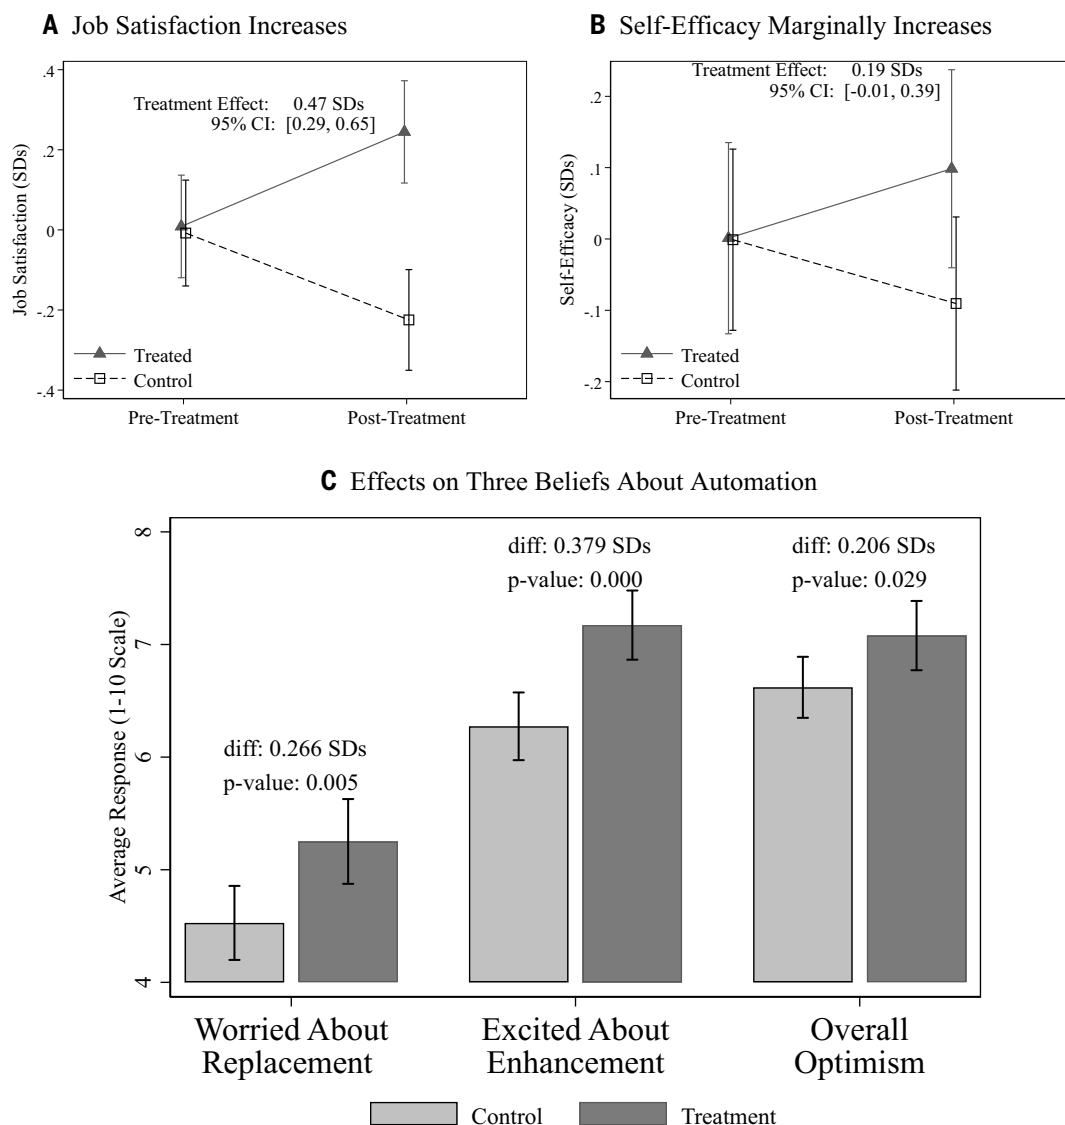 A Job Satisfaction Increases
Job Satisfaction (SDs)
.4
.2
0
-.2
-.4
Treatment Effect: 0.47 SDs
95% CI: [0.29, 0.65]
Treated
Control
Pre-Treatment
Post-Treatment
B Self-Efficacy Marginally Increases
Self-Efficacy (SDs)
.2
0.1
0
-0.1
-.2
Treatment Effect: 0.19 SDs
95% CI: [-0.01, 0.39]
Treated
Control
Pre-Treatment
Post-Treatment
C Effects on Three Beliefs About Automation
Average Response (1-10 Scale)
8
7
6
5
4
diff: 0.266 SDs
p-value: 0.005
diff: 0.379 SDs
p-value: 0.000
diff: 0.206 SDs
p-value: 0.029
Worried About
Replacement
Excited About
Enhancement
Overall
Optimism
Control
Treatment